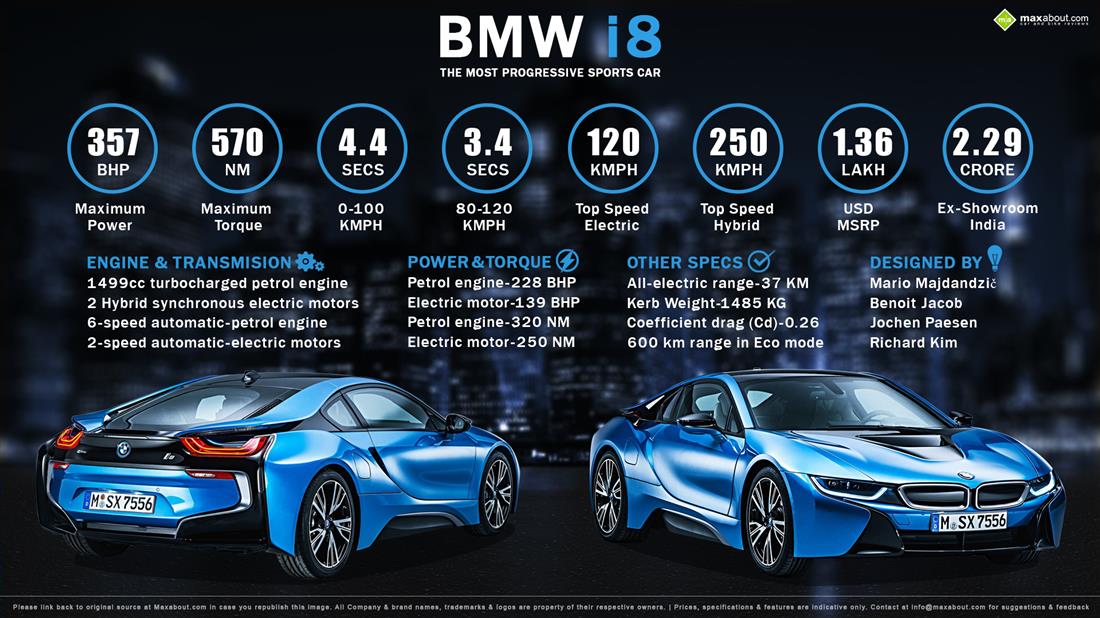 BMW i8
THE MOST PROGRESSIVE SPORTS CAR
ma maxabout.com
car and bike reviews
357
BHP
Maximum
Power
570
NM
Maximum
Torque
4.4
SECS
0-100
KMPH
3.4
SECS
80-120
KMPH
120
KMPH
Top Speed
Electric
250
KMPH
Top Speed
Hybrid
1.36
LAKH
USD
MSRP
2.29
CRORE
Ex-Showroom
India
ENGINE & TRANSMISION
1499cc turbocharged petrol engine
2 Hybrid synchronous electric motors
6-speed automatic-petrol engine
2-speed automatic-electric motors
POWER &TORQUE
Petrol engine-228 BHP
Electric motor-139 BHP
Petrol engine-320 NM
Electric motor-250 NM
OTHER SPECS
All-electric range-37 KM
Kerb Weight-1485 KG
Coefficient drag (Cd)-0.26
600 km range in Eco mode
DESIGNED BY
Mario Majdandzič
Benoit Jacob
Jochen Paesen
Richard Kim
i8
M SX 7556
M SX 7556
Please link back to original source at Maxabout.com in case you republish this image. All Company & brand names, trademarks & logos are property of their respective owners. | Prices, specifications & features are indicative only. Contact at info@maxabout.com for suggestions & feedback